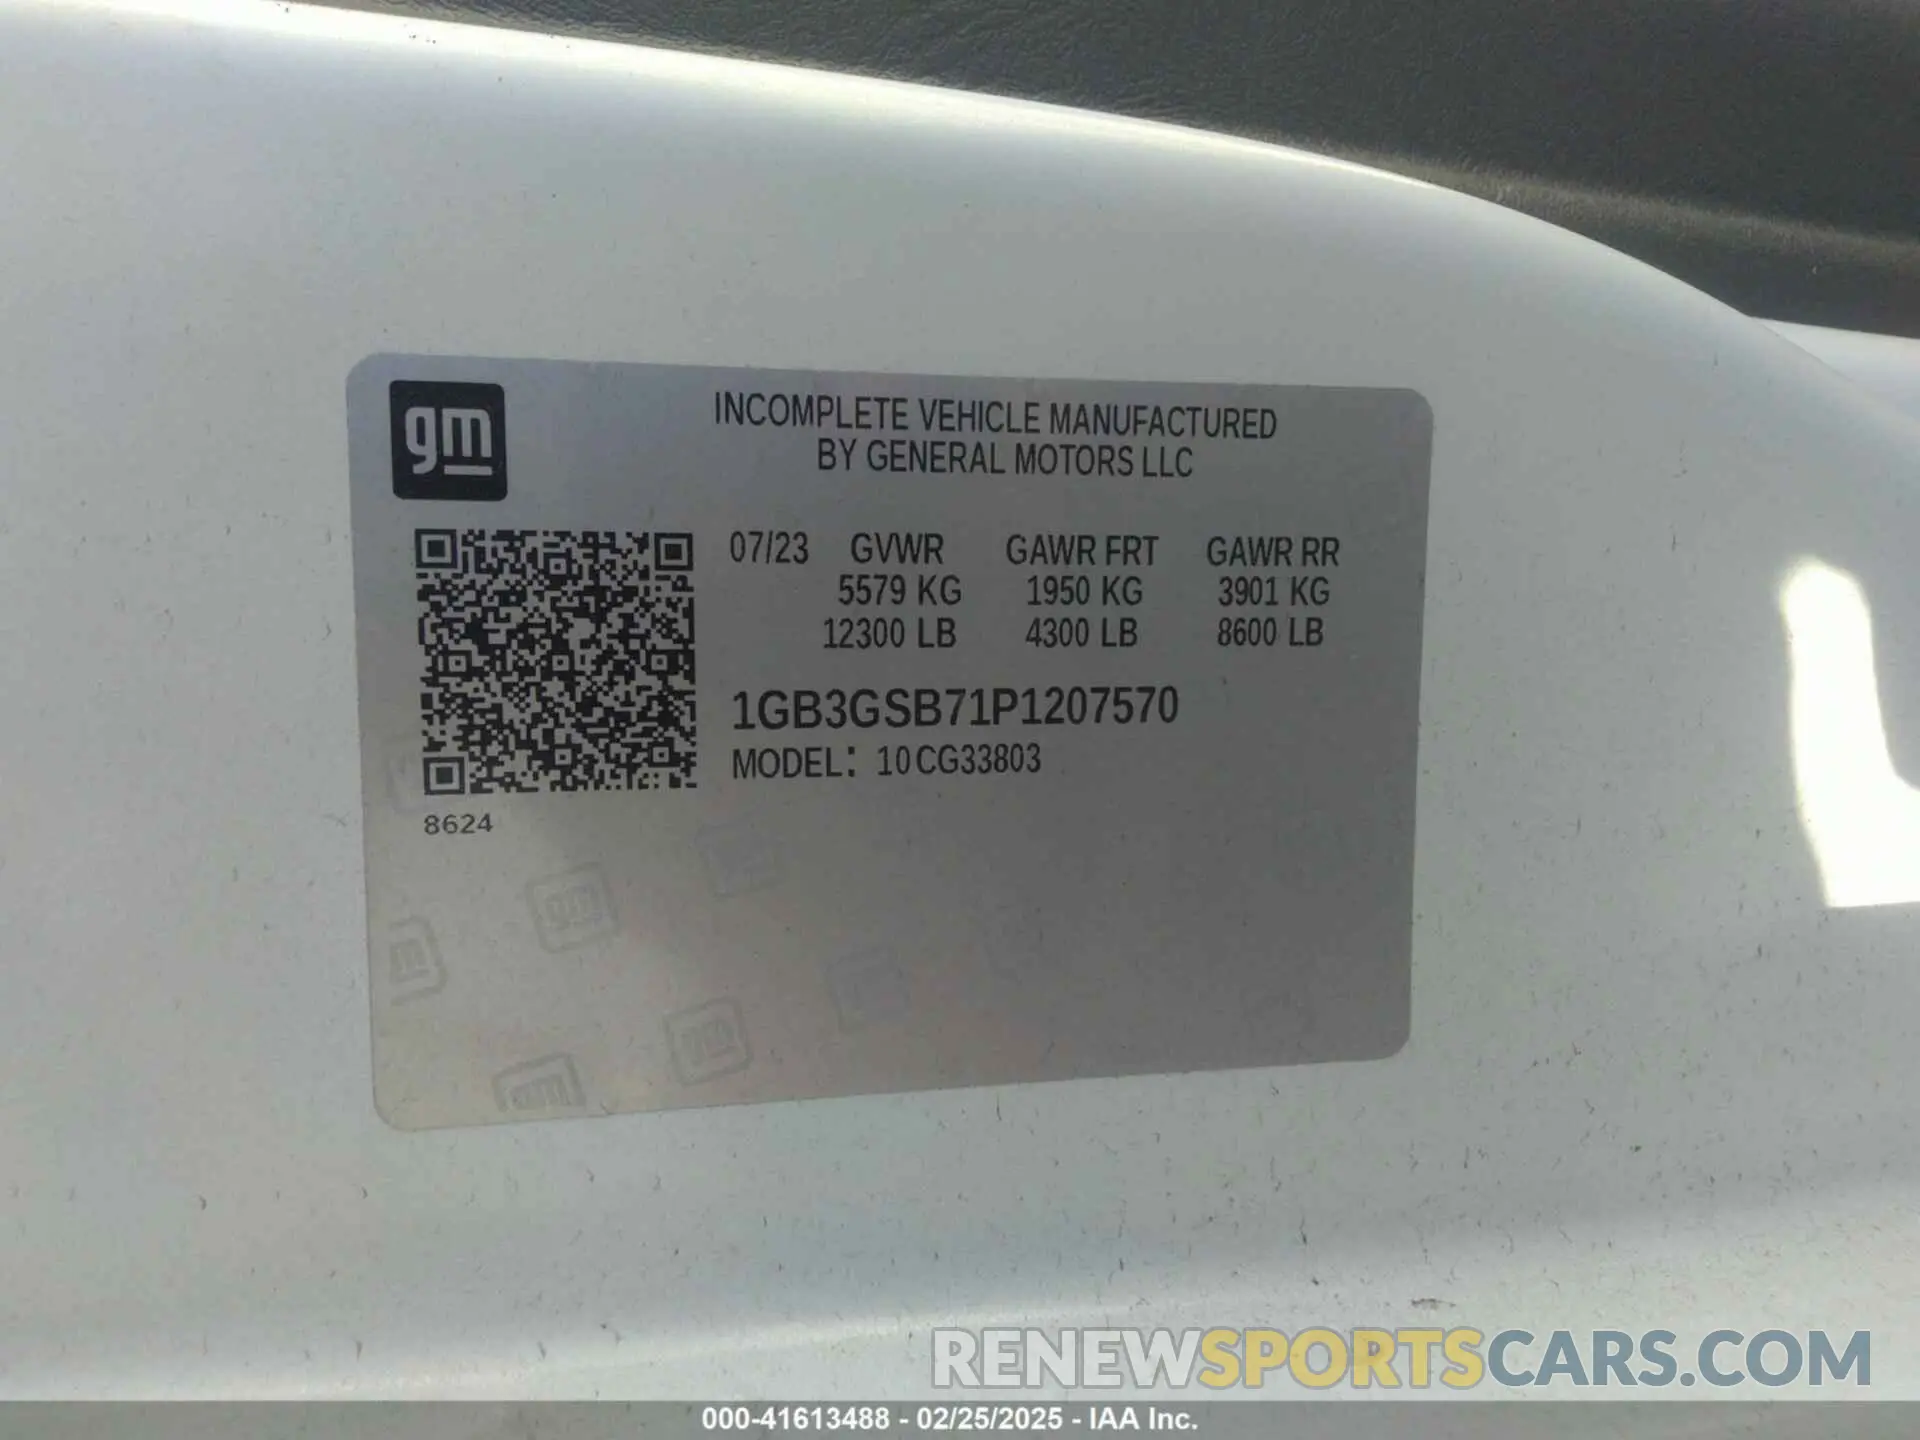 gm
INCOMPLETE VEHICLE MANUFACTURED
BY GENERAL MOTORS LLC
07/23 GVWR GAWR FRT GAWR RR
5579 KG 1950 KG 3901 KG
12300 LB 4300 LB 8600 LB
1GB3GSB71P1207570
MODEL: 10CG33803
8624
RENEWSPORTSCARS.COM
000-41613488 - 02/25/2025 - IAA Inc.